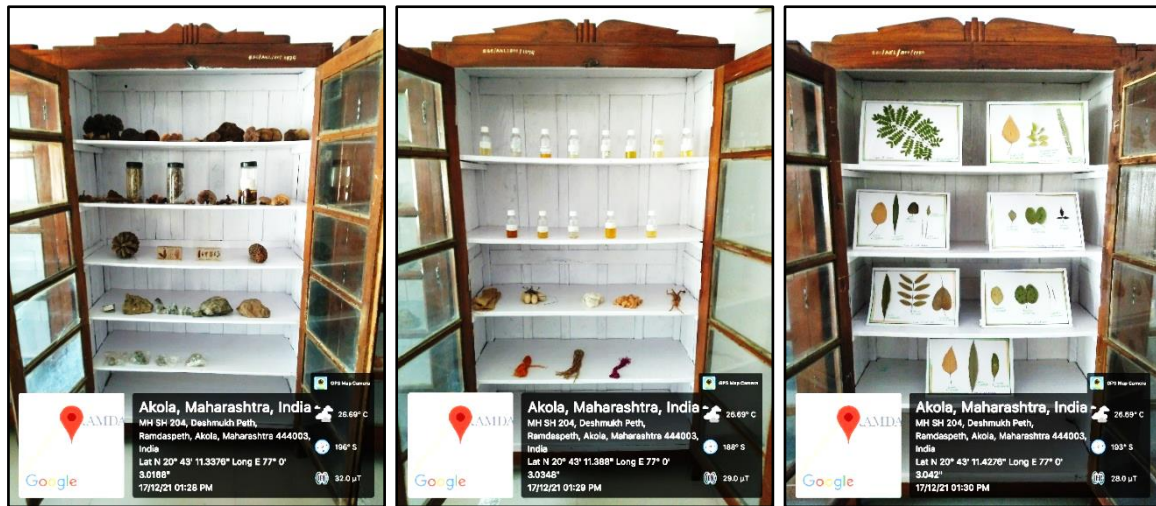 GPS Map Camera
RAMDA
Google
Akola, Maharashtra, India
MH SH 204, Deshmukh Peth,
Ramdaspeth, Akola, Maharashtra 444003,
India
Lat N 20° 43' 11.3376" Long E 77° 0'
3.0168"
17/12/21 01:28 PM
26.69° C
196° S
32.0 µT
GPS Map Camera
AMDA
Google
Akola, Maharashtra, India
MH SH 204, Deshmukh Peth,
Ramdaspeth, Akola, Maharashtra 444003,
India
Lat N 20° 43' 11.388" Long E 77° 0'
3.0348"
17/12/21 01:29 PM
26.69° C
188° S
29.0 µT
GPS Map Camera
AMDA
Google
Akola, Maharashtra, India
MH SH 204, Deshmukh Peth,
Ramdaspeth, Akola, Maharashtra 444003,
India
Lat N 20° 43' 11.4276" Long E 77° 0'
3.042"
17/12/21 01:30 PM
26.69° C
193° S
28.0 µT